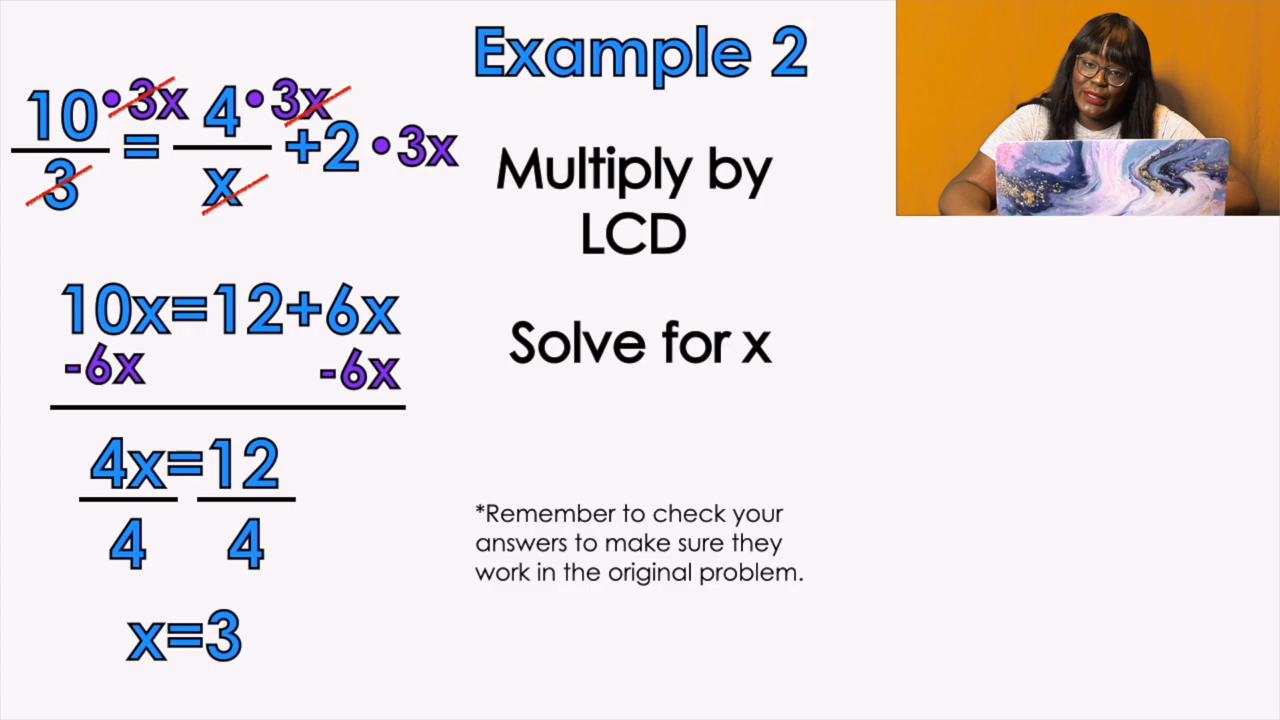 Example 2
10•3x = 4•3x +2•3x
3 x
Multiply by
LCD
10x=12+6x
-6x -6x
Solve for x
4x=12
4 4
x=3
*Remember to check your
answers to make sure they
work in the original problem.